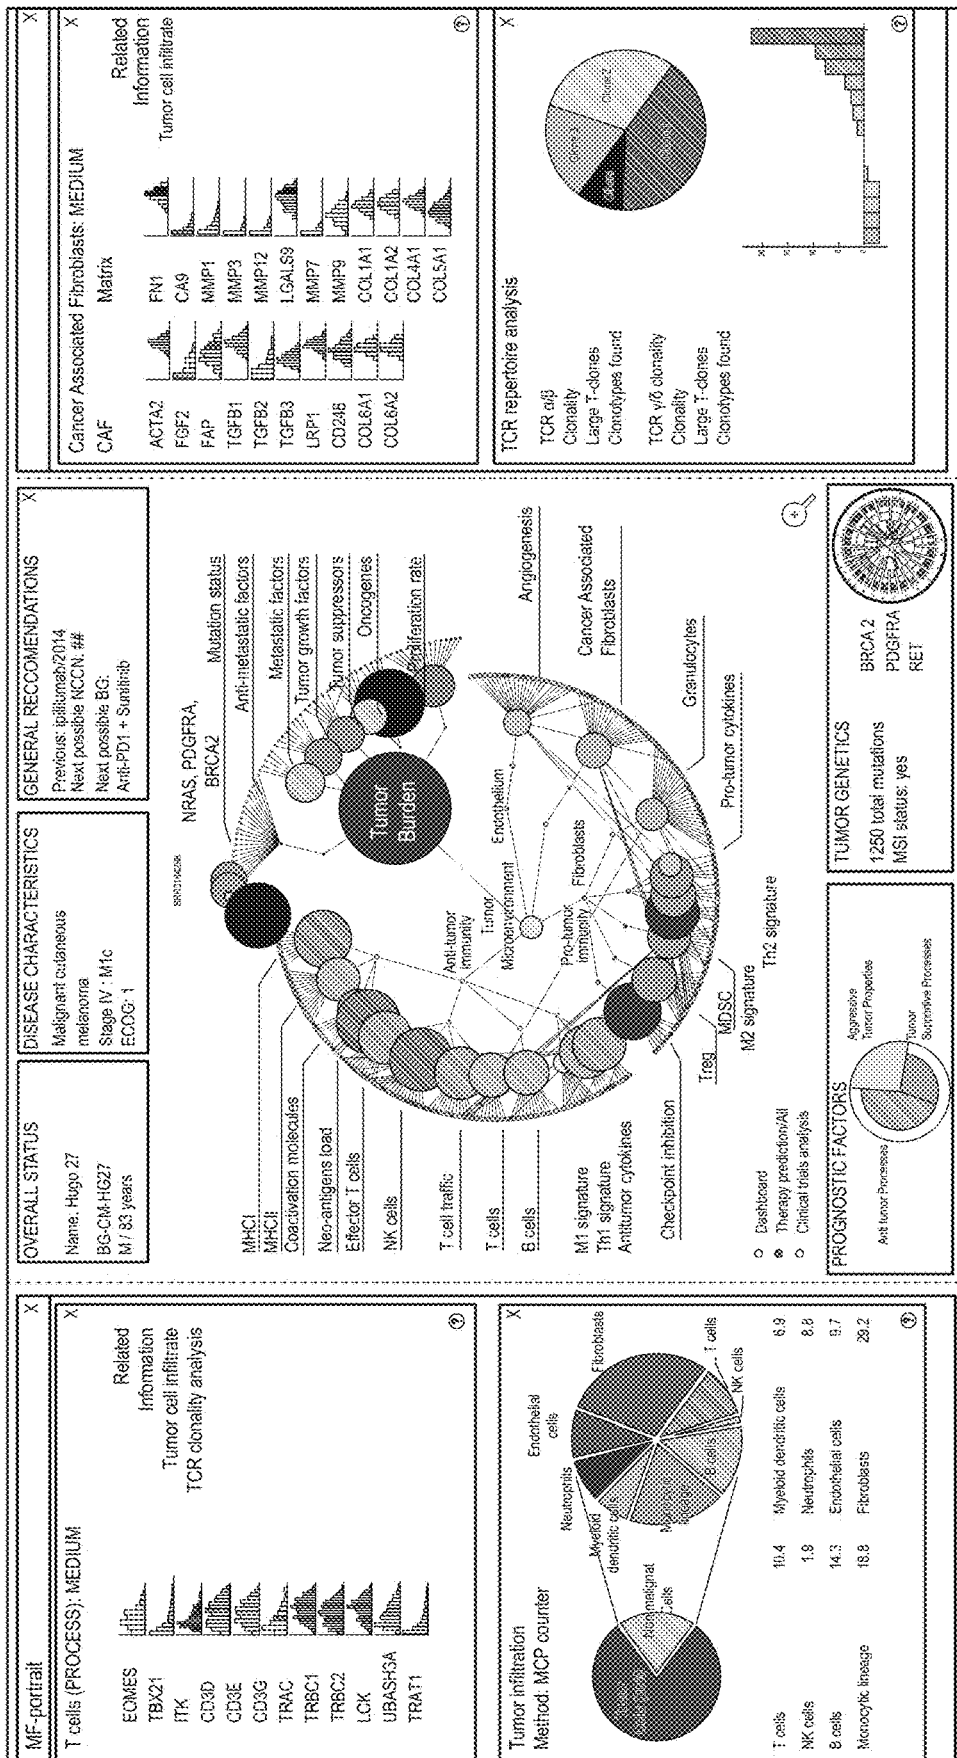 MF-portrait
X
T cells (PROCESS): MEDIUM
X
Related
Information
Tumor cell infiltrate
TCR clonality analysis
EOMES
TBX21
ITK
CD3D
CD3E
CD3G
TRAC
TRBC1
TRBC2
LCK
UBASH3A
TRAT1
Tumor infiltration
X
Method: MCP counter
Endothelial
cells
Fibroblasts
Neutrophils
Myeloid
dendritic cells
B cells
T cells
NK cells
T cells 10.4 Myeloid dendritic cells 6.9
NK cells 1.9 Neutrophils 8.8
B cells 14.3 Endothelial cells 9.7
Monocytic lineage 18.8 Fibroblasts 29.2
OVERALL STATUS
Name: Hugo 27
BG-CM-HG27
M / 83 years
DISEASE CHARACTERISTICS
Malignant cutaneous
melanoma
Stage IV : M1c
ECOG: 1
GENERAL RECCOMENDATIONS
X
Previous: ipilitumab/2014
Next possible NCCN: ##
Next possible BG:
Anti-PD1 + Sunitinib
NRAS, PDGFRA,
BRCA2
Mutation status
Anti-metastatic factors
Metastatic factors
Tumor growth factors
Tumor suppressors
Oncogenes
Proliferation rate
MHCI
MHCII
Coactivation molecules
Neo-antigens load
Effector T cells
NK cells
T cell traffic
T cells
B cells
M1 signature
Th1 signature
Antitumor cytokines
Checkpoint inhibition
Treg
MDSC
M2 signature
Th2 signature
Tumor
Burden
Anti-tumor
immunity
Tumor
Microenvironment
Pro-tumor
immunity
Endothelium
Fibroblasts
Angiogenesis
Cancer Associated
Fibroblasts
Granulocytes
Pro-tumor cytokines
Dashboard
Therapy prediction/All
Clinical trials analysis
PROGNOSTIC FACTORS
Anti tumor Processes
Aggressive
Tumor Properties
Tumor
Supportive Processes
TUMOR GENETICS
1250 total mutations
MSI status: yes
BRCA 2
PDGFRA
RET
X
Cancer Associated Fibroblasts: MEDIUM
X
CAF
Matrix
Related
Information
Tumor cell infiltrate
ACTA2
FGF2
FAP
TGFB1
TGFB2
TGFB3
LRP1
CD248
COL6A1
COL6A2
FN1
CA9
MMP1
MMP3
MMP12
LGALS9
MMP7
MMP9
COL1A1
COL1A2
COL4A1
COL5A1
TCR repertoire analysis
X
TCR α/β
Clonality
Large T-clones
Clonotypes found
TCR γ/δ clonality
Clonality
Large T-clones
Clonotypes found